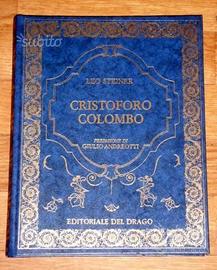 subito
LEO STEINER
CRISTOFORO
COLOMBO
PREFAZIONE DI
GIULIO ANDREOTTI
EDITORIALE DEL DRAGO